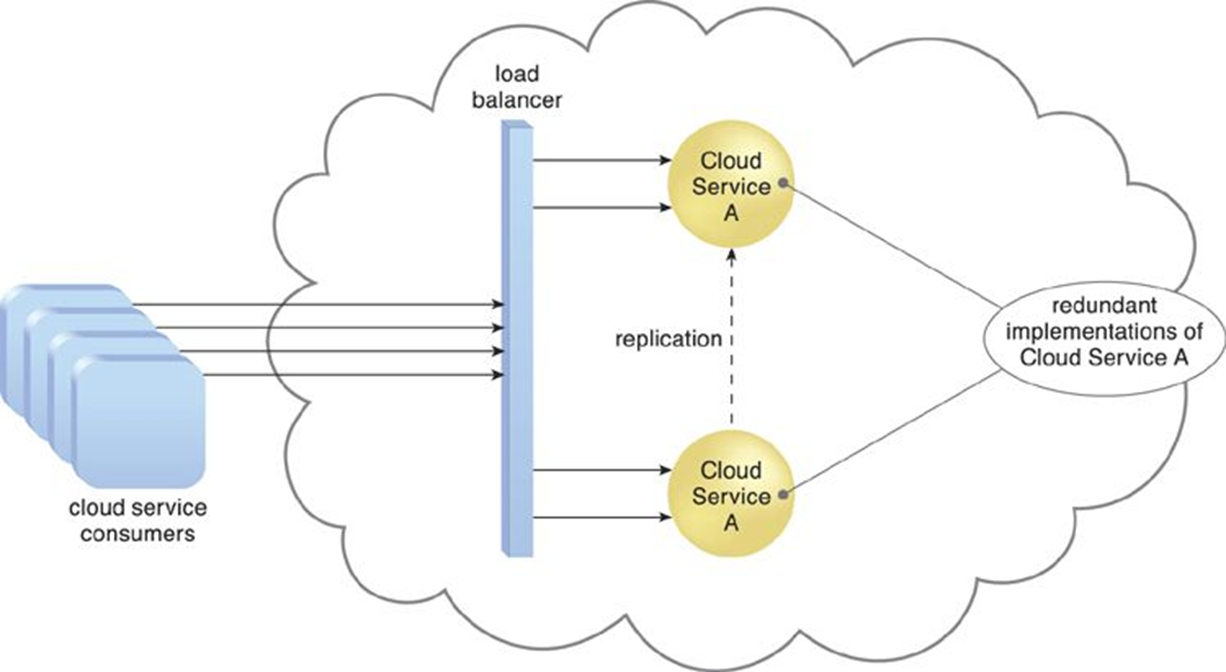 load
balancer
Cloud
Service
A
redundant
implementations of
Cloud Service A
replication
Cloud
Service
A
cloud service
consumers